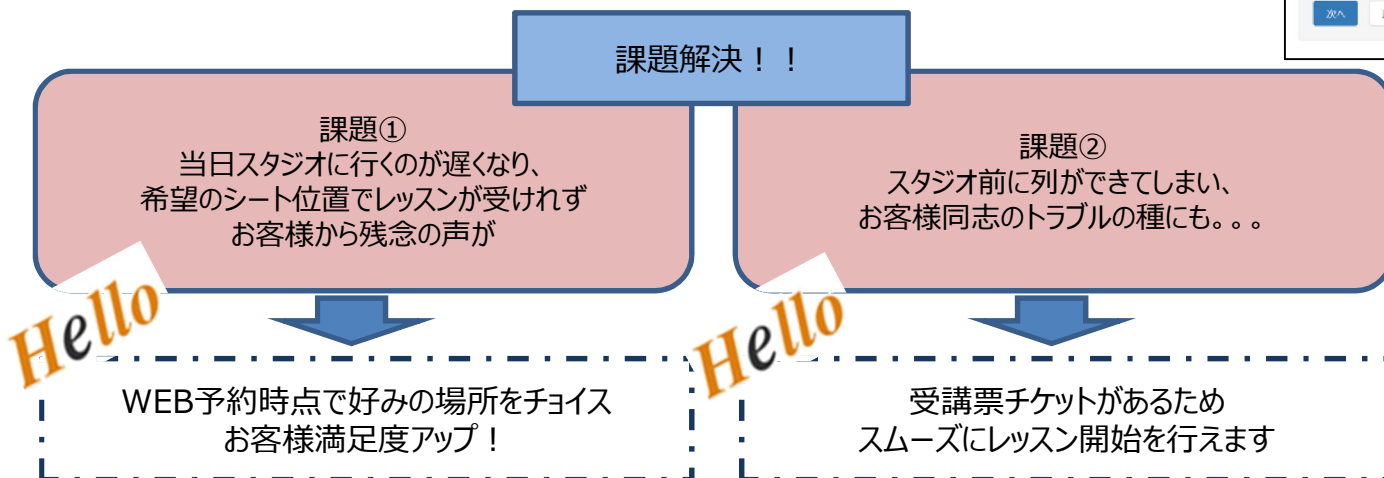 次へ
課題解決！！
課題①
当日スタジオに行くのが遅くなり、
希望のシート位置でレッスンが受けれず
お客様から残念の声が
課題②
スタジオ前に列ができてしまい、
お客様同志のトラブルの種にも。。。
Hello
WEB予約時点で好みの場所をチョイス
お客様満足度アップ！
Hello
受講票チケットがあるため
スムーズにレッスン開始を行えます